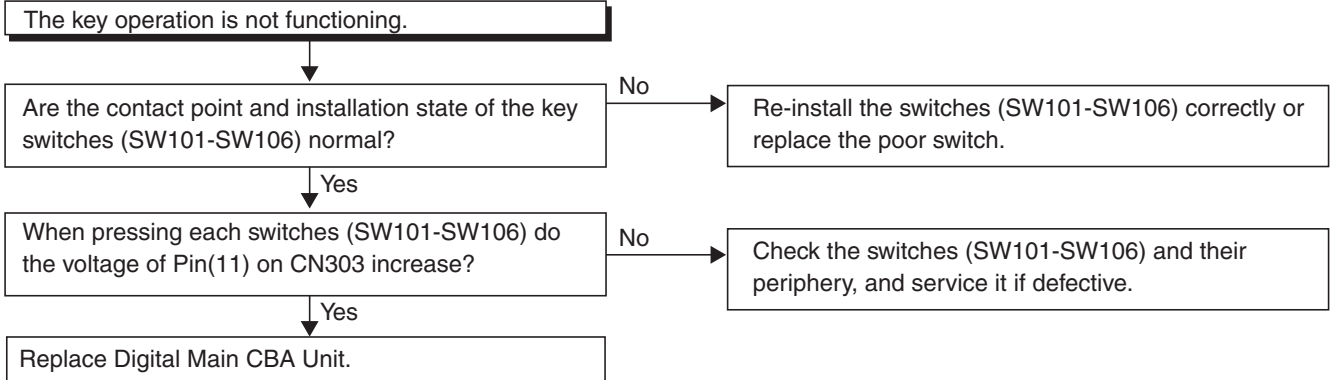 The key operation is not functioning.
Are the contact point and installation state of the key
switches (SW101-SW106) normal?
No
Re-install the switches (SW101-SW106) correctly or
replace the poor switch.
Yes
When pressing each switches (SW101-SW106) do
the voltage of Pin(11) on CN303 increase?
No
Check the switches (SW101-SW106) and their
periphery, and service it if defective.
Yes
Replace Digital Main CBA Unit.